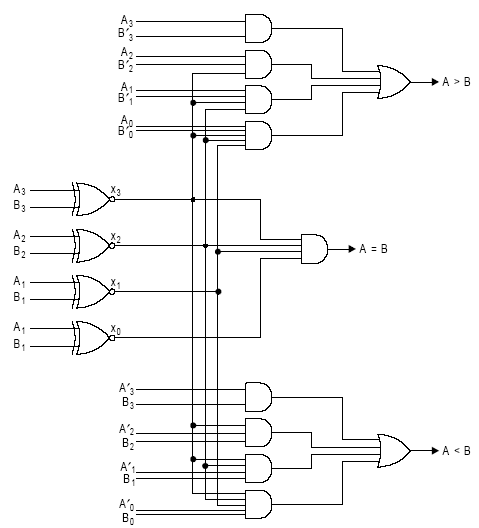 A3
B'3
A2
B'2
A1
B'1
A0
B'0
A > B
A3
B3
x3
A2
B2
x2
A = B
A1
B1
x1
A1
B1
x0
A'3
B3
A'2
B2
A'1
B1
A'0
B0
A < B